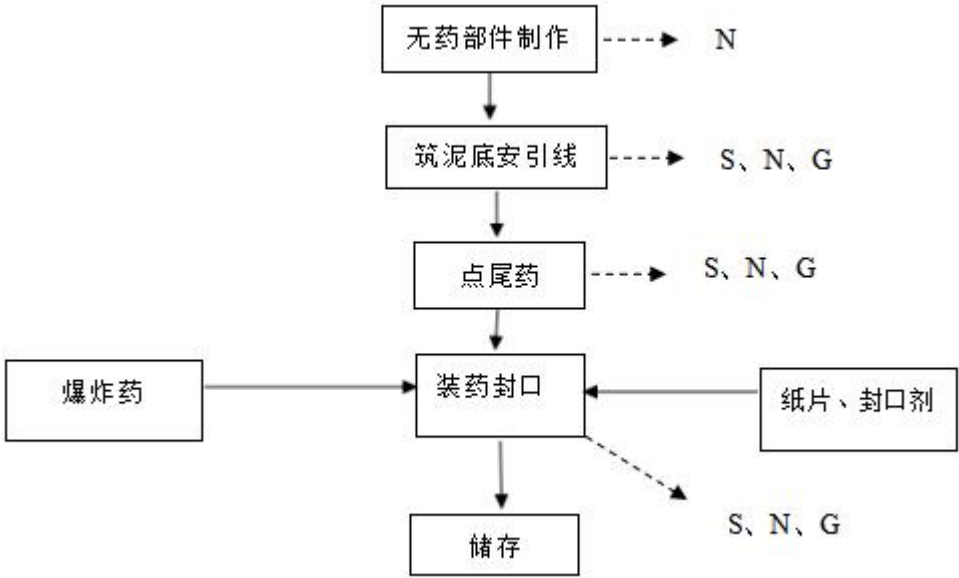 无药部件制作
N
筑泥底安引线
S、N、G
点尾药
S、N、G
爆炸药
装药封口
纸片、封口剂
S、N、G
储存